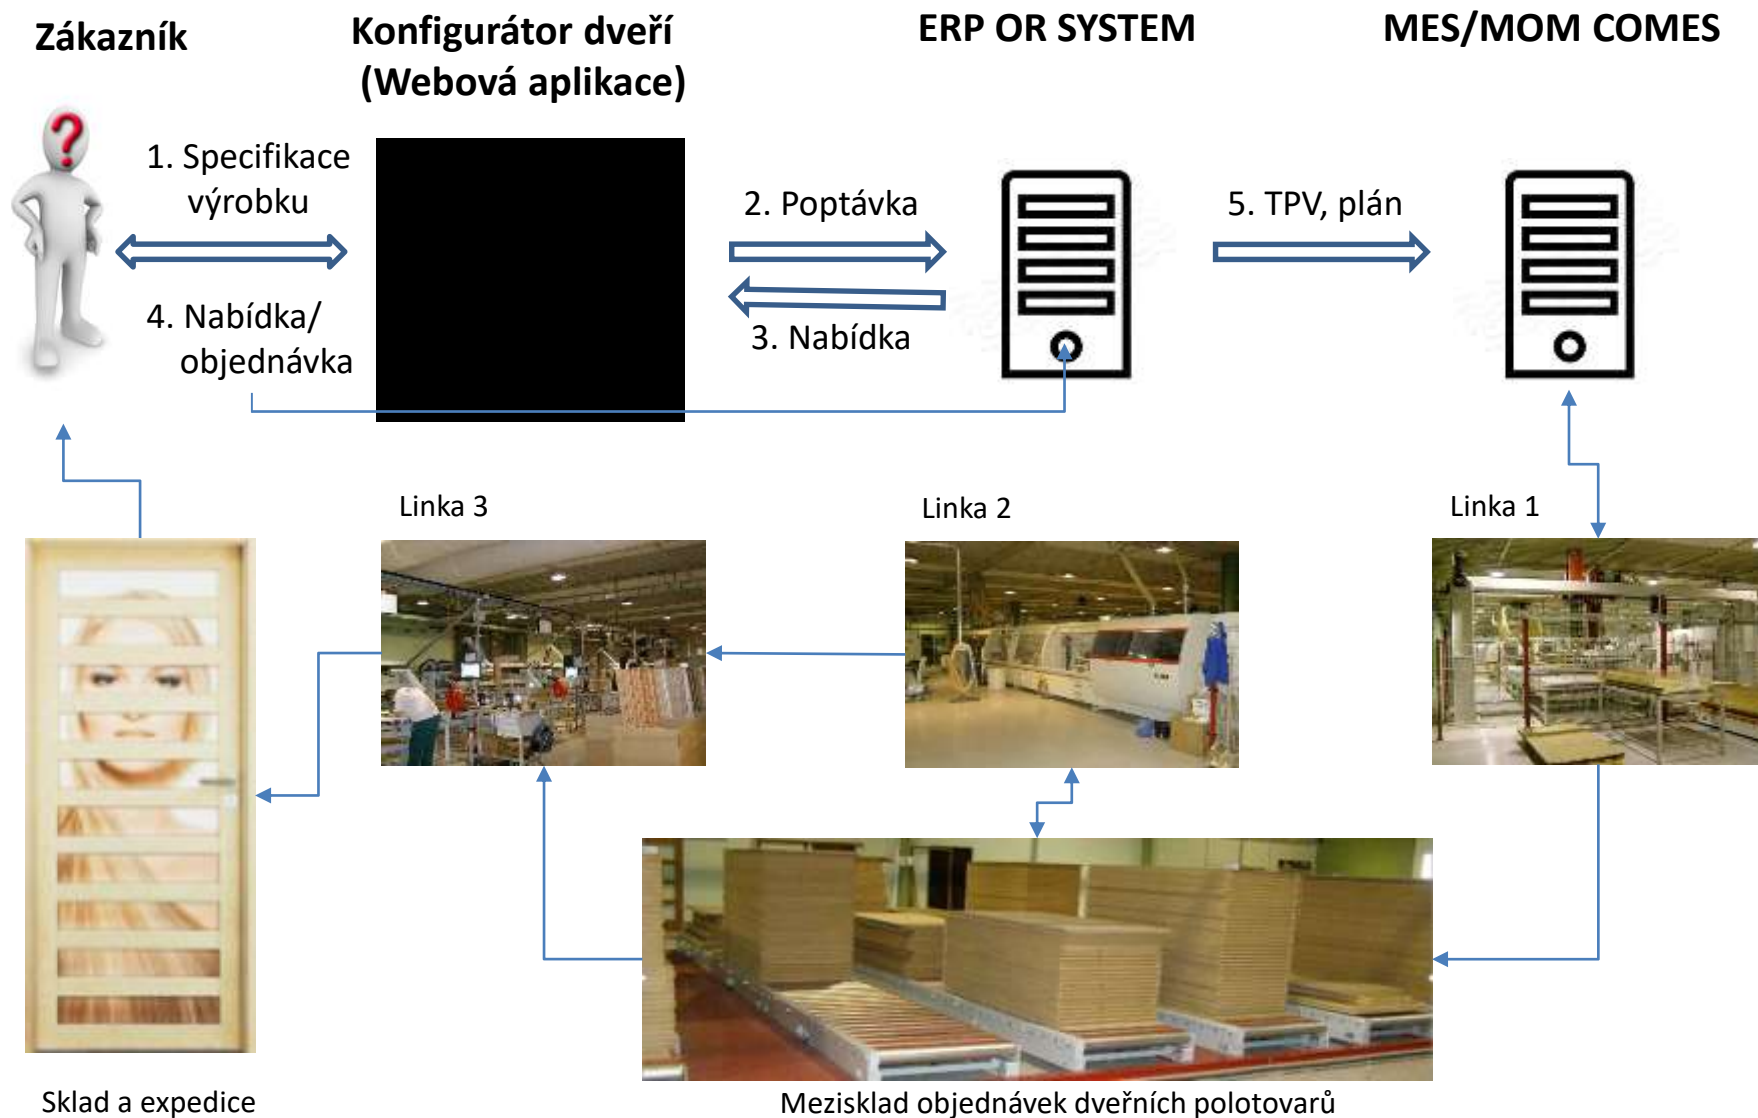 Zákazník
Konfigurátor dveří
(Webová aplikace)
ERP OR SYSTEM
MES/MOM COMES
?
1. Specifikace
výrobku
2. Poptávka
5. TPV, plán
4. Nabídka/
objednávka
3. Nabídka
Linka 3
Linka 2
Linka 1
Sklad a expedice
Mezisklad objednávek dveřních polotovarů